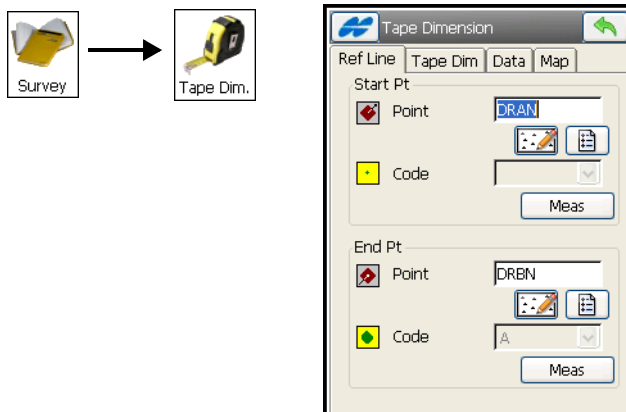 Survey
Tape Dim.
Tape Dimension
Ref Line Tape Dim Data Map
Start Pt
Point DRAN
Code
Meas
End Pt
Point DRBN
Code A
Meas